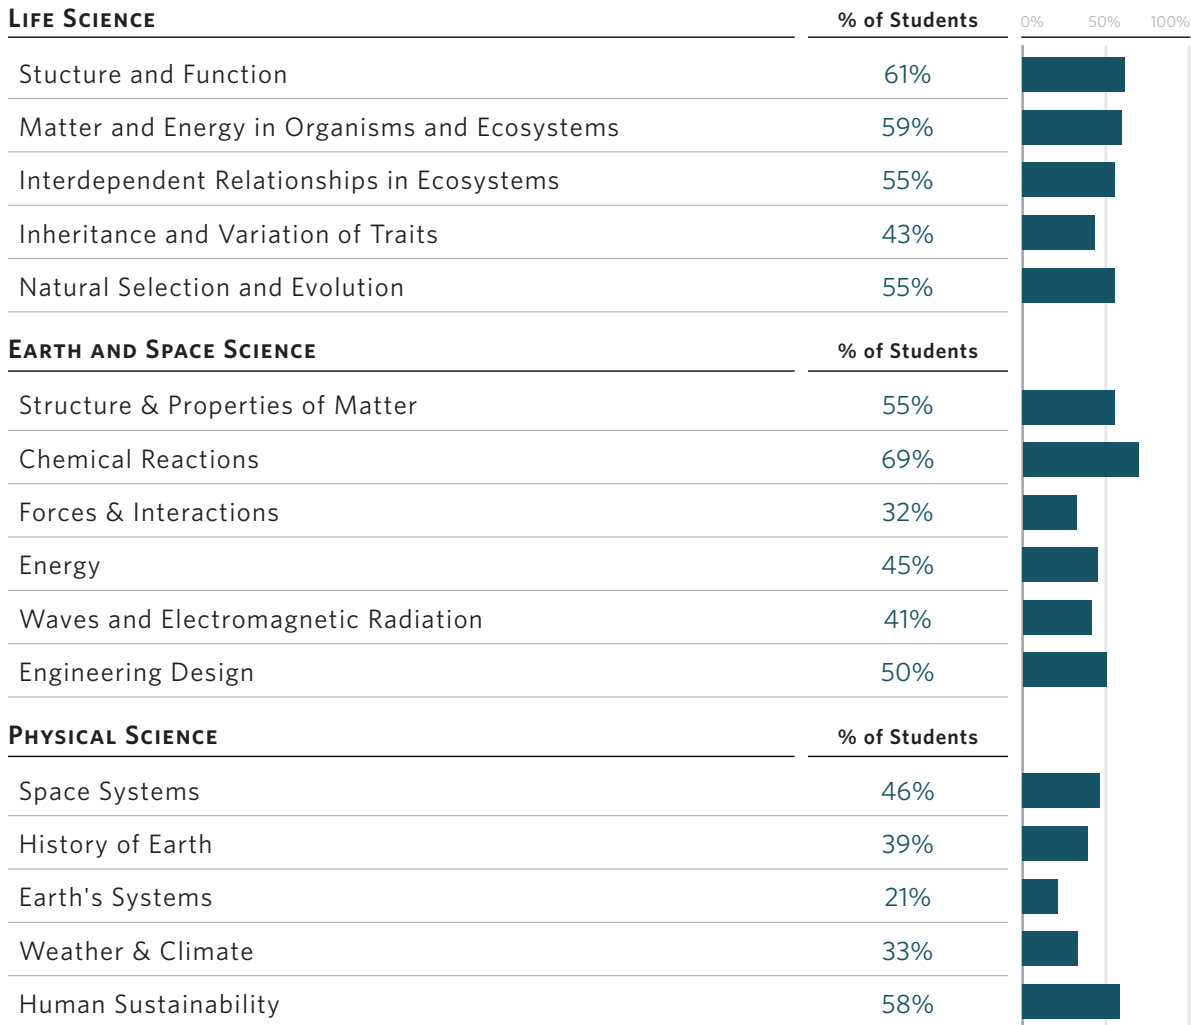 LIFE SCIENCE % of Students 0% 50% 100%
Stucture and Function 61%
Matter and Energy in Organisms and Ecosystems 59%
Interdependent Relationships in Ecosystems 55%
Inheritance and Variation of Traits 43%
Natural Selection and Evolution 55%
EARTH AND SPACE SCIENCE % of Students
Structure & Properties of Matter 55%
Chemical Reactions 69%
Forces & Interactions 32%
Energy 45%
Waves and Electromagnetic Radiation 41%
Engineering Design 50%
PHYSICAL SCIENCE % of Students
Space Systems 46%
History of Earth 39%
Earth's Systems 21%
Weather & Climate 33%
Human Sustainability 58%